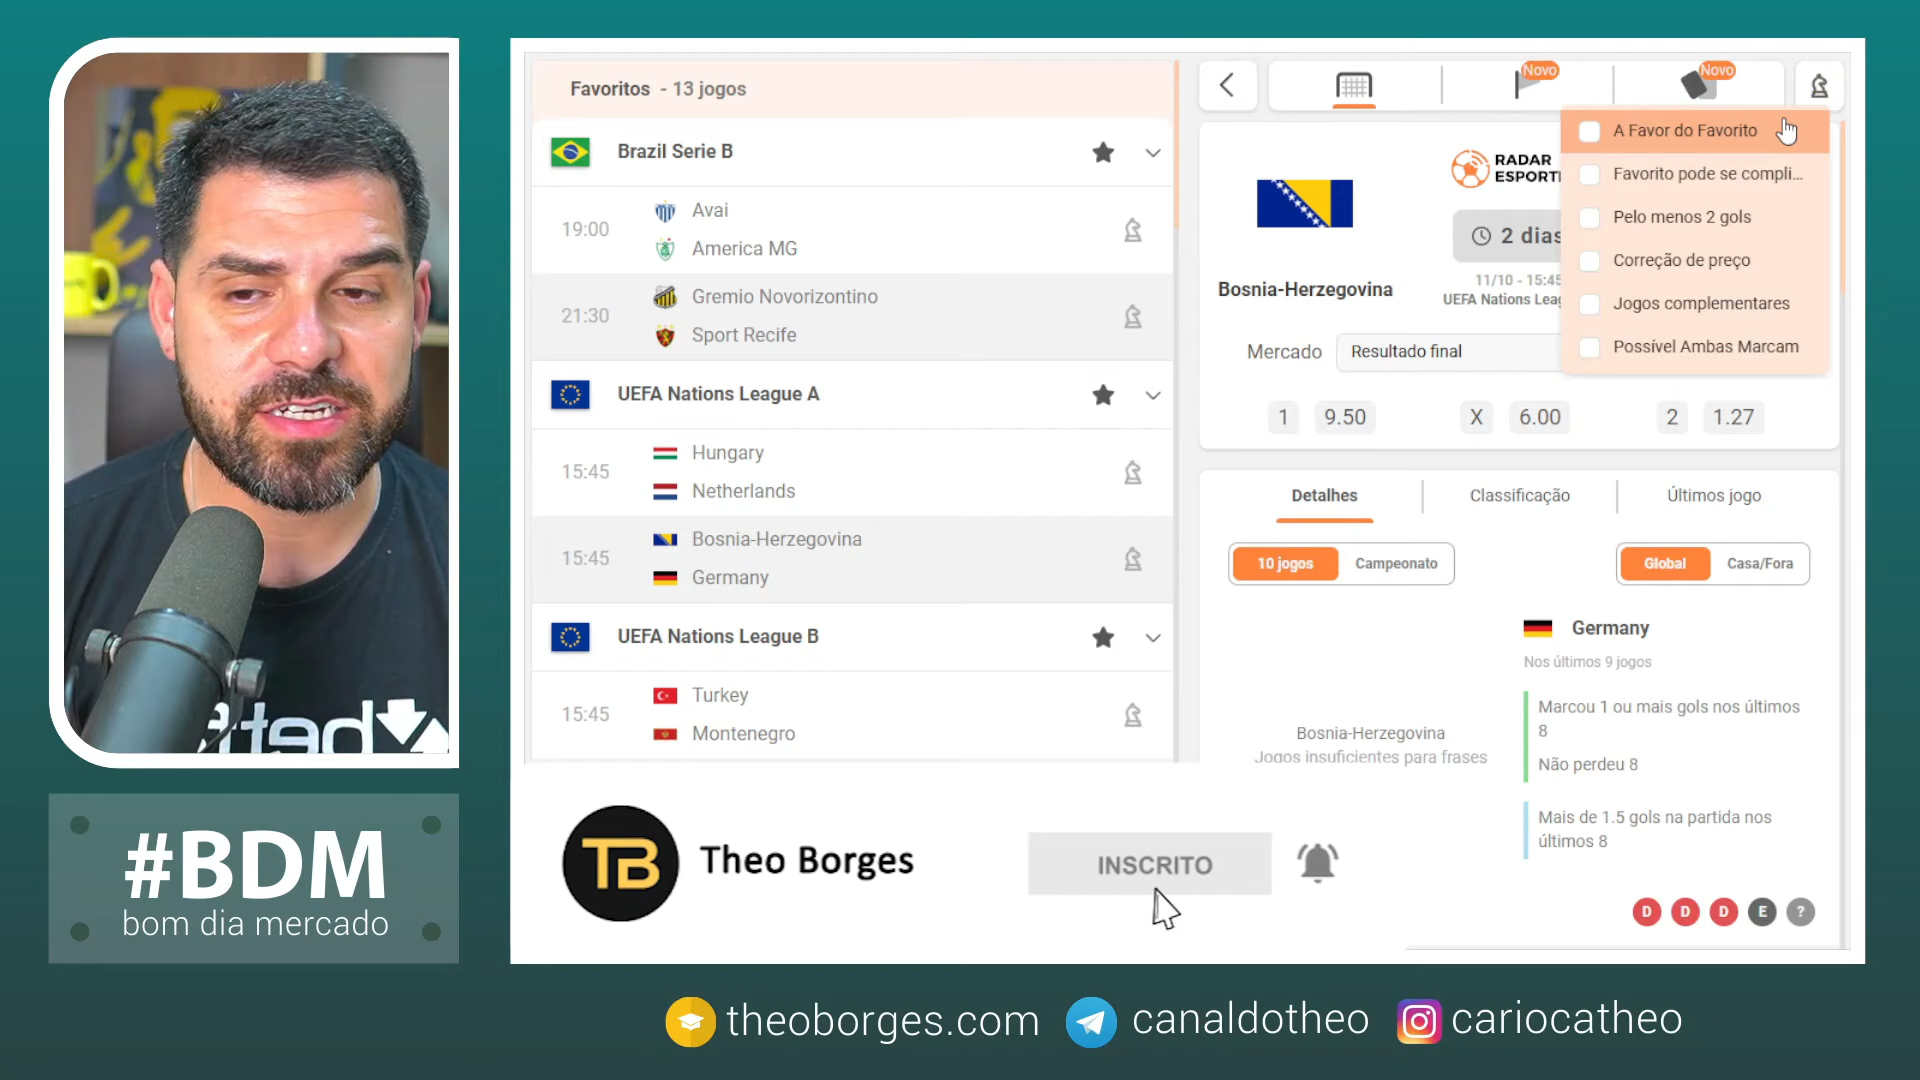 Favoritos - 13 jogos
Brazil Serie B
19:00
Avai
America MG
21:30
Gremio Novorizontino
Sport Recife
UEFA Nations League A
15:45
Hungary
Netherlands
15:45
Bosnia-Herzegovina
Germany
UEFA Nations League B
15:45
Turkey
Montenegro
Novo
Novo
A Favor do Favorito
Favorito pode se compli...
Pelo menos 2 gols
Correção de preço
Jogos complementares
Possível Ambas Marcam
RADAR
ESPORTI
2 dias
11/10 - 15:45
UEFA Nations Leag
Bosnia-Herzegovina
Mercado
Resultado final
1 9.50 X 6.00 2 1.27
Detalhes
Classificação
Últimos jogo
10 jogos
Campeonato
Global
Casa/Fora
Germany
Nos últimos 9 jogos
Marcou 1 ou mais gols nos últimos
8
Não perdeu 8
Mais de 1.5 gols na partida nos
últimos 8
Bosnia-Herzegovina
Jogos insuficientes para frases
D D D E ?
TB
Theo Borges
INSCRITO
#BDM
bom dia mercado
theoborges.com
canaldotheo
cariocatheo